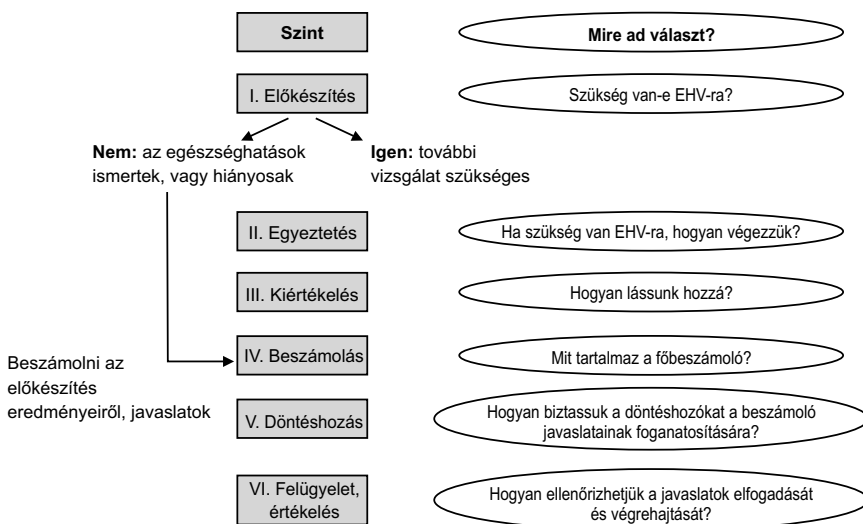 Szint
Mire ad választ?
I. Előkészítés
Szükség van-e EHV-ra?
Nem: az egészséghatások
ismertek, vagy hiányosak
Igen: további
vizsgálat szükséges
II. Egyeztetés
Ha szükség van EHV-ra, hogyan végezzük?
III. Kiértékelés
Hogyan lássunk hozzá?
Beszámolni az
előkészítés
eredményeiről, javaslatok
IV. Beszámolás
Mit tartalmaz a főbeszámoló?
V. Döntéshozás
Hogyan biztassuk a döntéshozókat a beszámoló
javaslatainak foganatosítására?
VI. Felügyelet,
értékelés
Hogyan ellenőrizhetjük a javaslatok elfogadását
és végrehajtását?